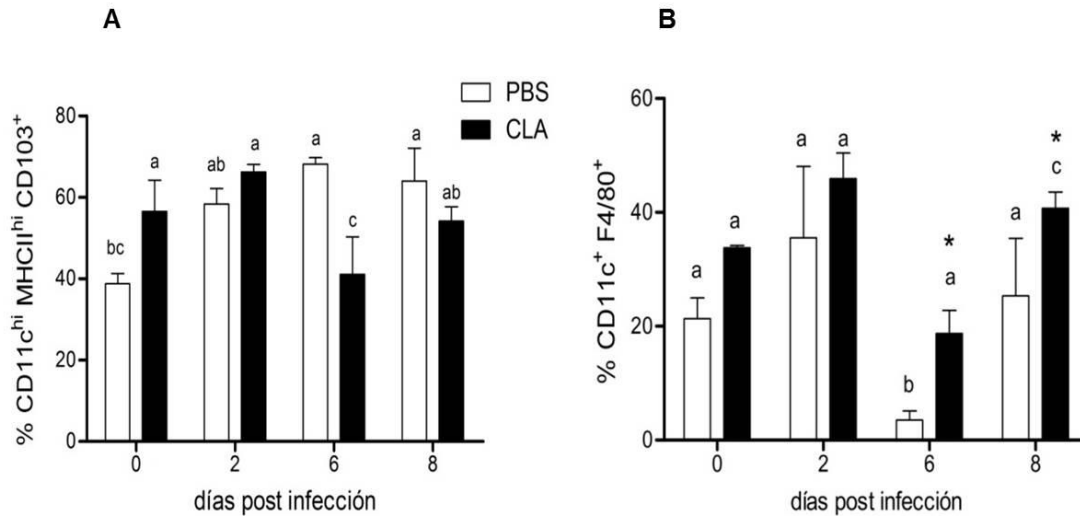 A
% CD11c^hi MHCII^hi CD103^+
PBS
CLA
80
60
40
20
0
bc
a
ab
a
a
c
a
ab
0
2
6
8
días post infección
B
% CD11c^+ F4/80^+
60
40
20
0
a
a
a
a
b
*
a
a
*
c
0
2
6
8
días post infección